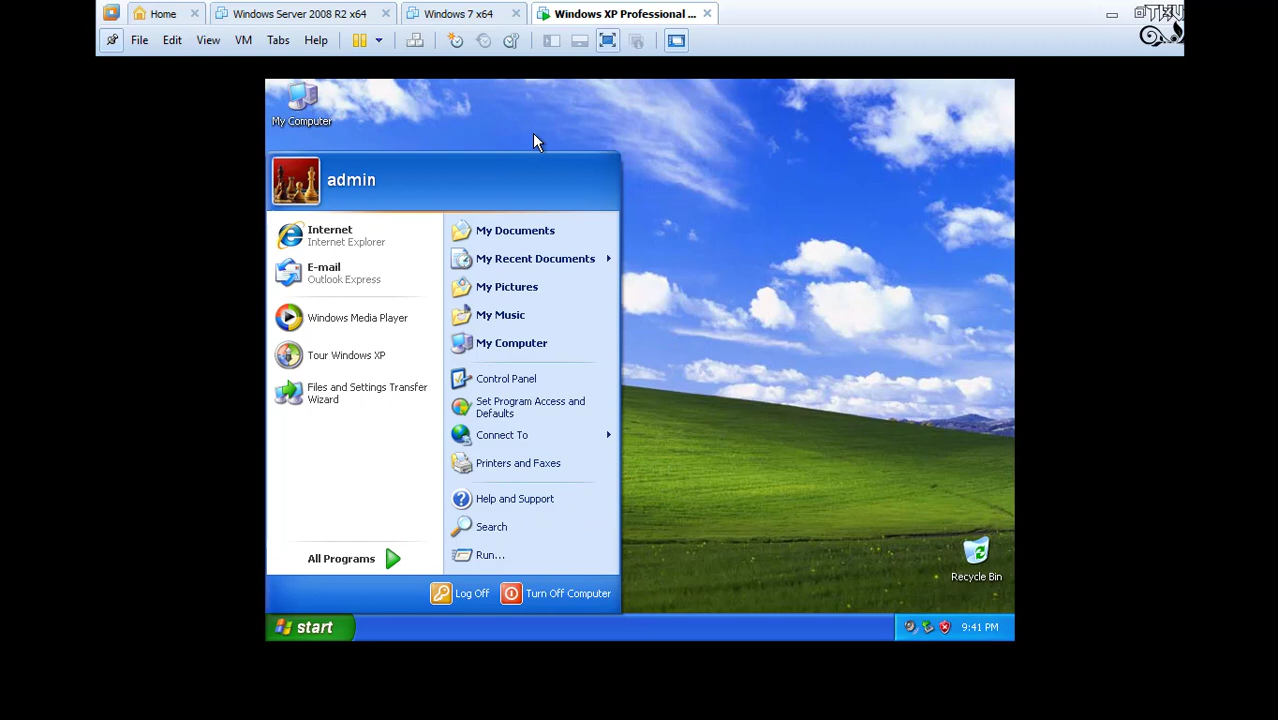 Home
Windows Server 2008 R2 x64
Windows 7 x64
Windows XP Professional ...
File Edit View VM Tabs Help
My Computer
admin
Internet
Internet Explorer
E-mail
Outlook Express
Windows Media Player
Tour Windows XP
Files and Settings Transfer
Wizard
All Programs
My Documents
My Recent Documents
My Pictures
My Music
My Computer
Control Panel
Set Program Access and
Defaults
Connect To
Printers and Faxes
Help and Support
Search
Run...
Log Off
Turn Off Computer
Recycle Bin
start
9:41 PM